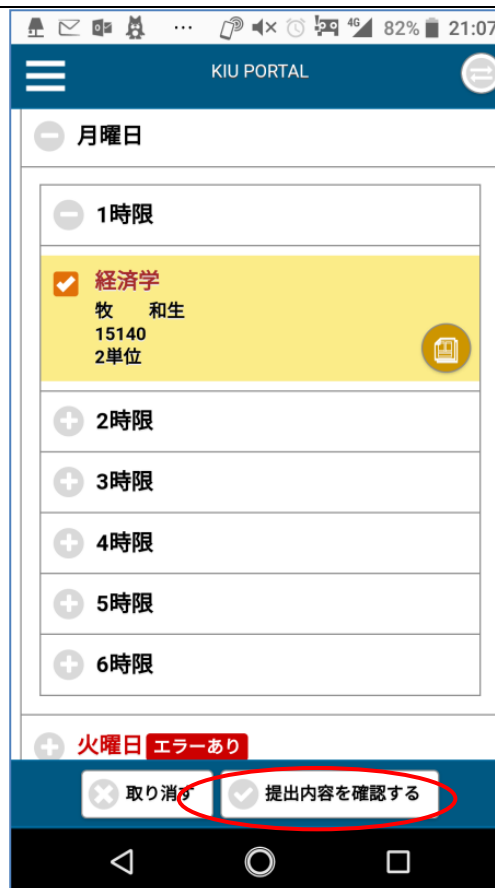 4G 82% 21:07
KIU PORTAL
月曜日
1時限
経済学
牧 和生
15140
2単位
2時限
3時限
4時限
5時限
6時限
火曜日 エラーあり
取り消す 提出内容を確認する